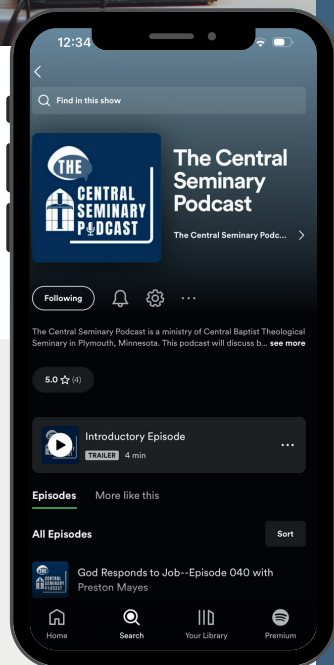 12:34
Find in this show
THE
CENTRAL
SEMINARY
PODCAST
The Central
Seminary
Podcast
The Central Seminary Podc...
Following
The Central Seminary Podcast is a ministry of Central Baptist Theological
Seminary in Plymouth, Minnesota. This podcast will discuss b... see more
5.0 (4)
Introductory Episode
TRAILER 4 min
Episodes More like this
All Episodes Sort
God Responds to Job--Episode 040 with
Preston Mayes
Home Search Your Library Premium